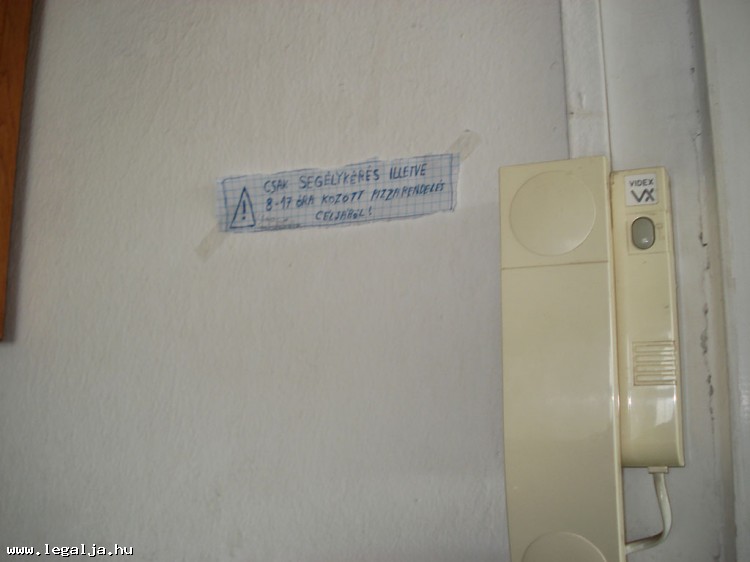 CSAK SEGÉLYKÉRÉS ILLETVE
8-17 ÓRA KÖZÖTT PIZZARENDELÉS
CÉLJÁBÓL!
VIDEX
VX
www.legalja.hu